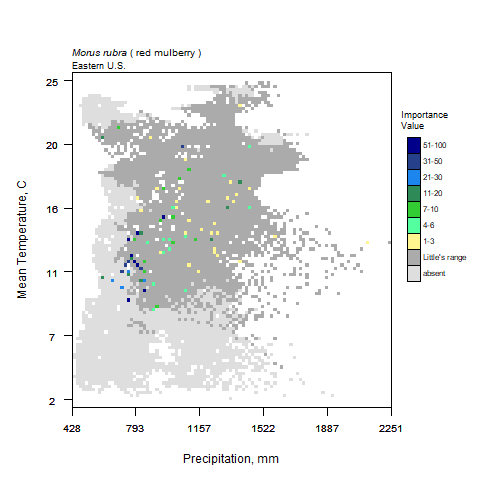 Morus rubra ( red mulberry )
Eastern U.S.
25
20
16
11
7
2
Mean Temperature, C
428 793 1157 1522 1887 2251
Precipitation, mm
Importance
Value
51-100
31-50
21-30
11-20
7-10
4-6
1-3
Little's range
absent